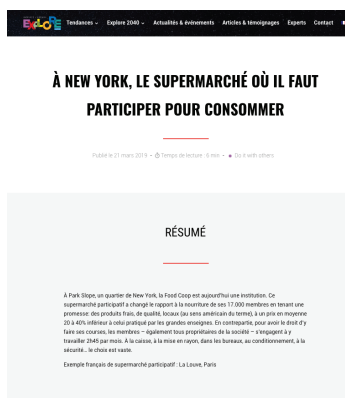 EXPLORE Tendances Explore 2040 Actualités & événements Articles & témoignages Experts Contact
À NEW YORK, LE SUPERMARCHÉ OÙ IL FAUT
PARTICIPER POUR CONSOMMER
Publié le 21 mars 2019 • Temps de lecture : 5 min • Do it with others
RÉSUMÉ
À Park Slope, un quartier de New York, la Food Coop est aujourd'hui une institution. Ce
supermarché participatif a changé le rapport à la nourriture de ses 17.000 membres en tenant une
promesse: des produits frais, de qualité, locaux (au sens américain du terme), à un prix en moyenne
20 à 40% inférieur à celui pratiqué par les grandes enseignes. En contrepartie, pour avoir le droit d'y
faire ses courses, les membres – également tous propriétaires de la société – s'engagent à y
travailler 2h45 par mois. À la caisse, à la mise en rayon, dans les bureaux, au conditionnement, à la
sécurité... le choix est vaste.
Exemple français de supermarché participatif : La Louve, Paris